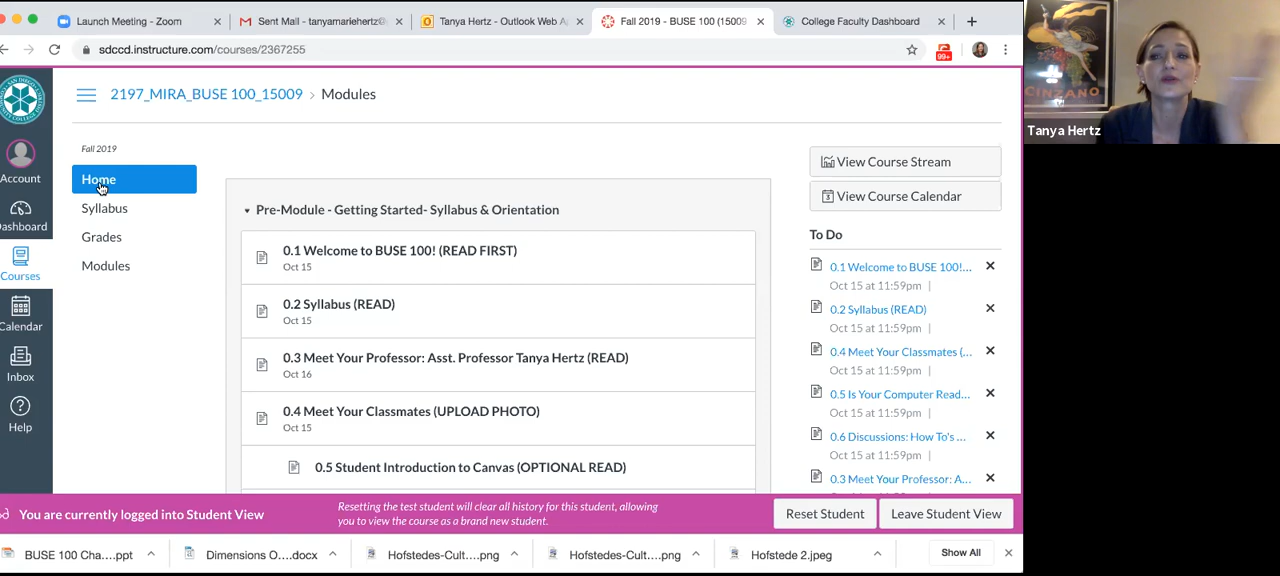 Launch Meeting - Zoom
Sent Mail - tanyamariehertz@
Tanya Hertz - Outlook Web A
Fall 2019 - BUSE 100 (15009
College Faculty Dashboard
sdccd.instructure.com/courses/2367255
99+
2197_MIRA_BUSE 100_15009 > Modules
CINZANO
Tanya Hertz
Fall 2019
Home
Syllabus
Grades
Modules
Account
Dashboard
Courses
Calendar
Inbox
Help
Pre-Module - Getting Started- Syllabus & Orientation
0.1 Welcome to BUSE 100! (READ FIRST)
Oct 15
0.2 Syllabus (READ)
Oct 15
0.3 Meet Your Professor: Asst. Professor Tanya Hertz (READ)
Oct 16
0.4 Meet Your Classmates (UPLOAD PHOTO)
Oct 15
0.5 Student Introduction to Canvas (OPTIONAL READ)
View Course Stream
View Course Calendar
To Do
0.1 Welcome to BUSE 100!...
Oct 15 at 11:59pm |
0.2 Syllabus (READ)
Oct 15 at 11:59pm |
0.4 Meet Your Classmates (...
Oct 15 at 11:59pm |
0.5 Is Your Computer Read...
Oct 15 at 11:59pm |
0.6 Discussions: How To's ...
Oct 15 at 11:59pm |
0.3 Meet Your Professor: A...
You are currently logged into Student View
Resetting the test student will clear all history for this student, allowing
you to view the course as a brand new student.
Reset Student
Leave Student View
BUSE 100 Cha....ppt
Dimensions O....docx
Hofstedes-Cult....png
Hofstedes-Cult....png
Hofstede 2.jpeg
Show All